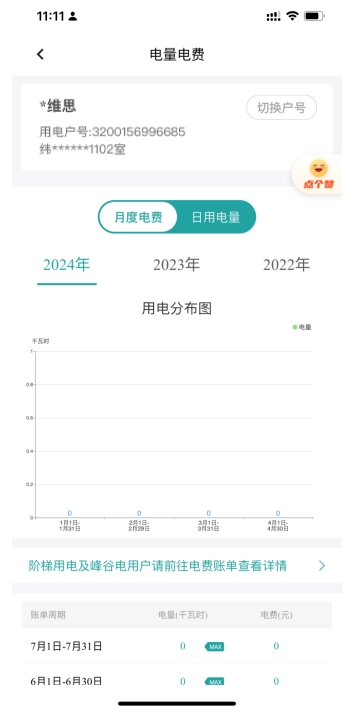 11:11
电量电费
*维思
切换户号
用电户号:3200156996685
纬******1102室
点个赞
月度电费
日用电量
2024年
2023年
2022年
用电分布图
电量
千瓦时
1
0.8
0.6
0.4
0.2
0
0
0
0
0
1月1日-
1月31日
2月1日-
2月29日
3月1日-
3月31日
4月1日-
4月30日
阶梯用电及峰谷电用户请前往电费账单查看详情
账单周期 电量(千瓦时) 电费(元)
7月1日-7月31日 0 MAX 0
6月1日-6月30日 0 MAX 0